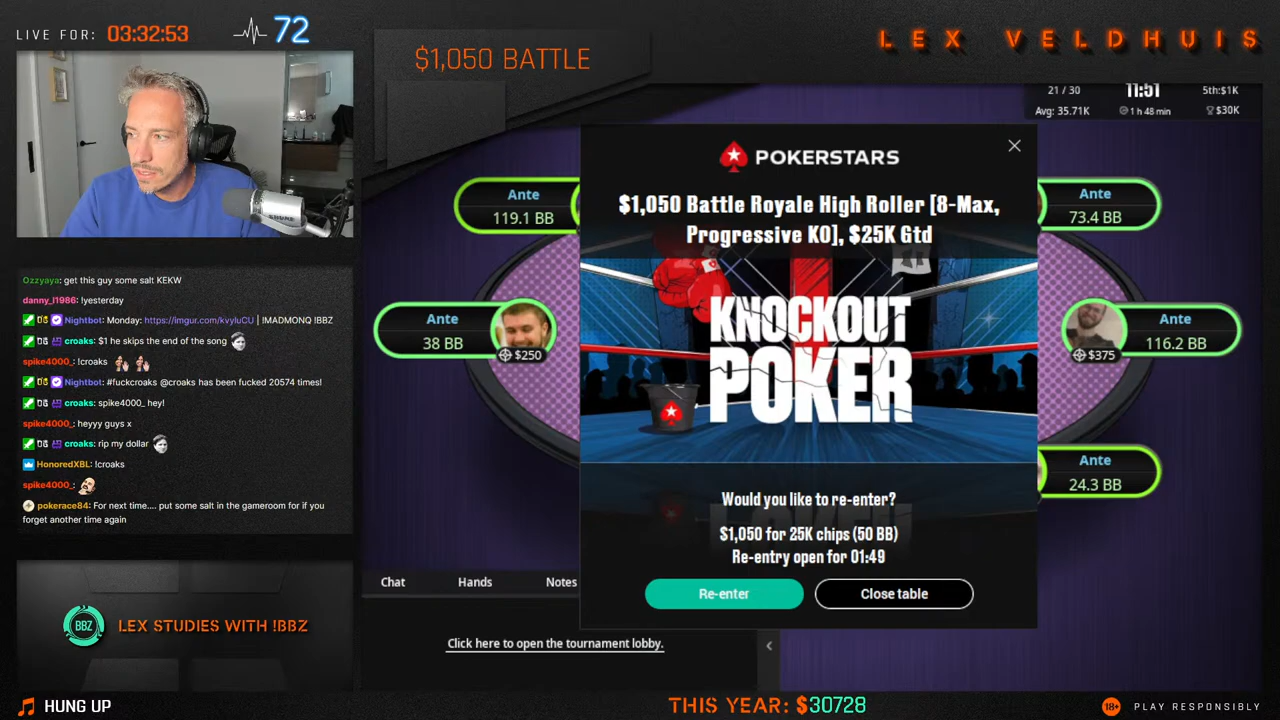 LIVE FOR: 03:32:53
72
$1,050 BATTLE
LEX VELDHUIS
21 / 30
11:51
5th:$1K
Avg: 35.71K
1 h 48 min
$30K
POKERSTARS
$1,050 Battle Royale High Roller [8-Max,
Progressive KO], $25K Gtd
Ante
119.1 BB
Ante
73.4 BB
Ante
38 BB
$250
KNOCKOUT
POKER
Ante
116.2 BB
$375
Ante
24.3 BB
Would you like to re-enter?
$1,050 for 25K chips (50 BB)
Re-entry open for 01:49
Re-enter
Close table
Chat
Hands
Notes
Click here to open the tournament lobby.
SHURE
Ozzyaya: get this guy some salt KEKW
danny_l1986: !yesterday
Nightbot: Monday: https://imgur.com/kvyluCU | !MADMONQ !BBZ
croaks: $1 he skips the end of the song
spike4000_: !croaks
Nightbot: #fuckcroaks @croaks has been fucked 20574 times!
croaks: spike4000_ hey!
spike4000_: heyyy guys x
croaks: rip my dollar
HonoredXBL: !croaks
spike4000_:
pokerace84: For next time.... put some salt in the gameroom for if you
forget another time again
BBZ
LEX STUDIES WITH !BBZ
HUNG UP
THIS YEAR: $30728
18+
PLAY RESPONSIBLY